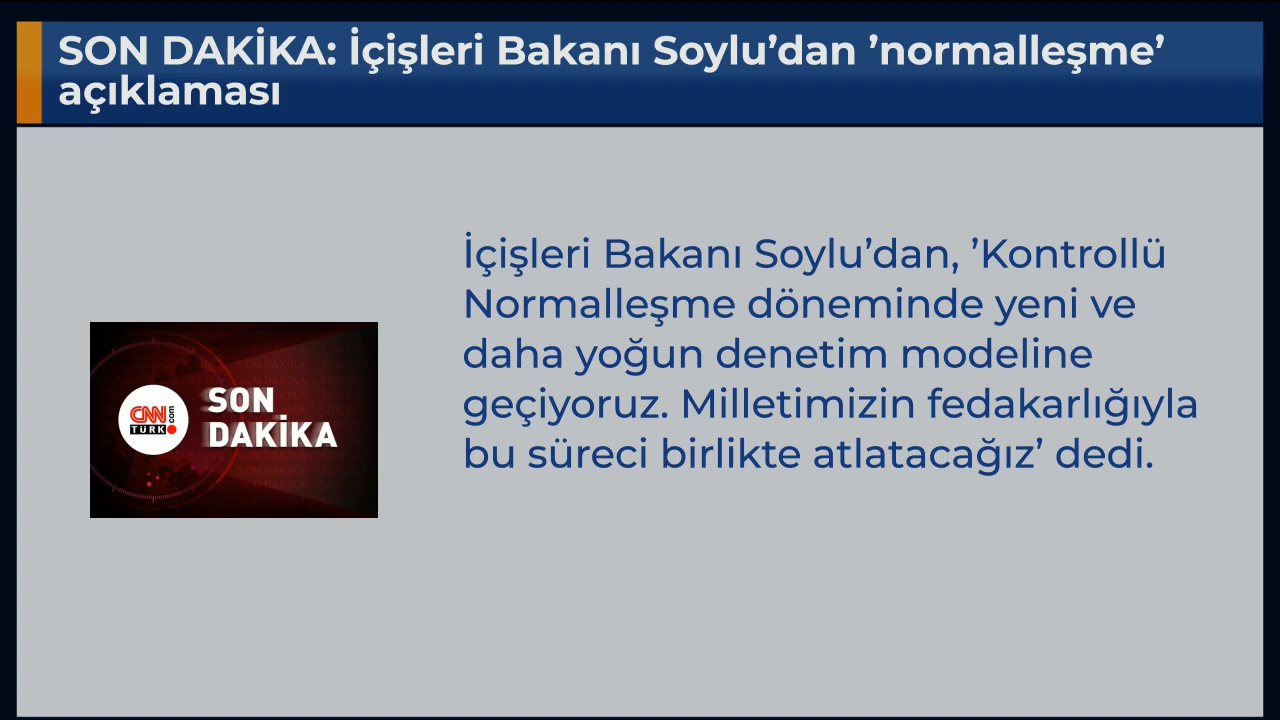 SON DAKİKA: İçişleri Bakanı Soylu’dan ’normalleşme’
açıklaması
İçişleri Bakanı Soylu’dan, ’Kontrollü
Normalleşme döneminde yeni ve
daha yoğun denetim modeline
geçiyoruz. Milletimizin fedakarlığıyla
bu süreci birlikte atlatacağız’ dedi.
CNN
TÜRK
.com
SON
DAKİKA